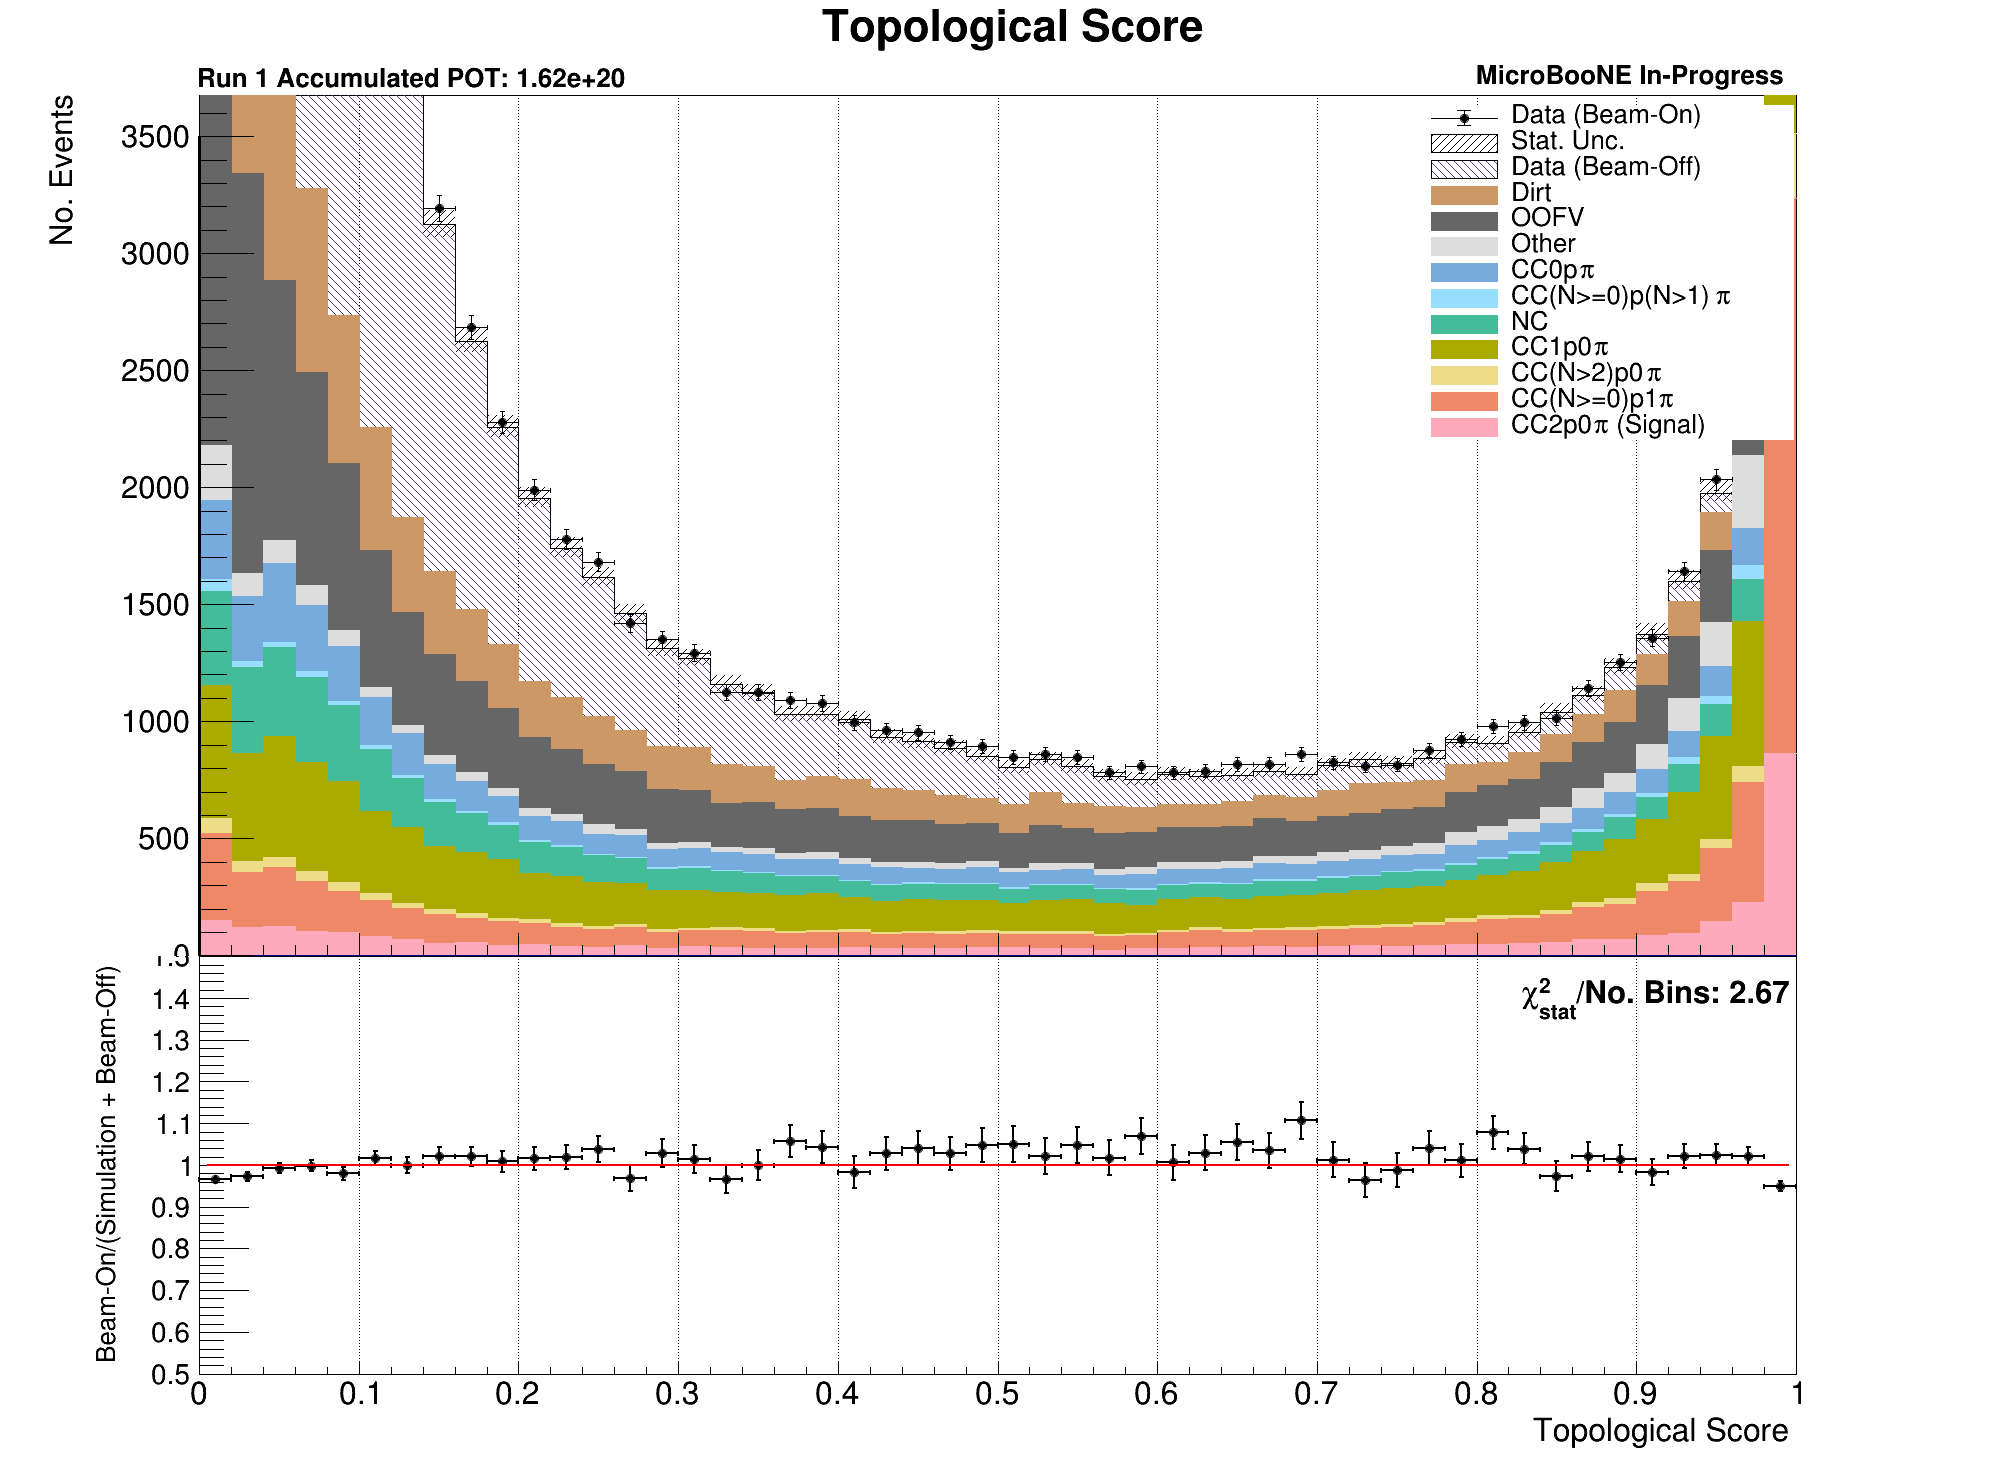 Topological Score
Run 1 Accumulated POT: 1.62e+20
MicroBooNE In-Progress
No. Events
3500
3000
2500
2000
1500
1000
500
0
Data (Beam-On)
Stat. Unc.
Data (Beam-Off)
Dirt
OOFV
Other
CC0pπ
CC(N>=0)p(N>1) π
NC
CC1p0π
CC(N>2)p0π
CC(N>=0)p1π
CC2p0π (Signal)
Beam-On/(Simulation + Beam-Off)
1.5
1.4
1.3
1.2
1.1
1
0.9
0.8
0.7
0.6
0.5
χ²stat/No. Bins: 2.67
0 0.1 0.2 0.3 0.4 0.5 0.6 0.7 0.8 0.9 1
Topological Score